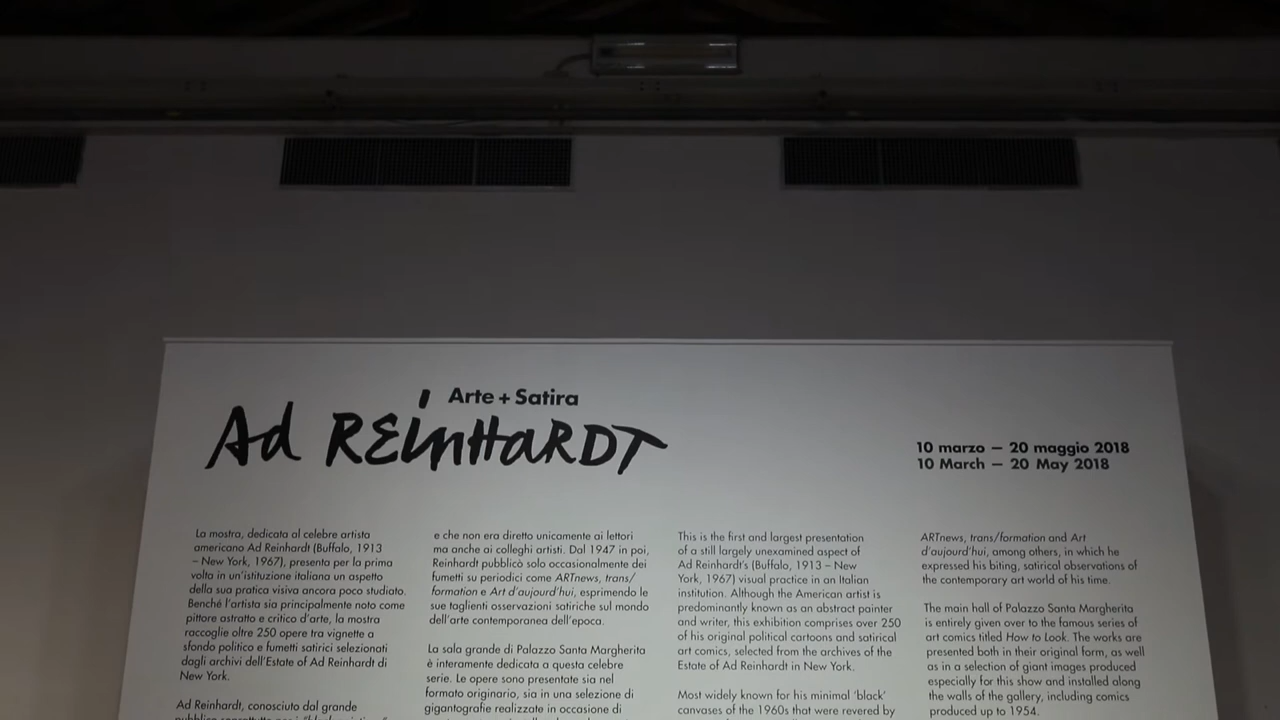 Arte + Satira
Ad REiNHaRDT
10 marzo – 20 maggio 2018
10 March – 20 May 2018
La mostra, dedicata al celebre artista
americano Ad Reinhardt (Buffalo, 1913
– New York, 1967), presenta per la prima
volta in un'istituzione italiana un aspetto
della sua pratica visiva ancora poco studiato.
Benché l'artista sia principalmente noto come
pittore astratto e critico d'arte, la mostra
raccoglie oltre 250 opere tra vignette a
sfondo politico e fumetti satirici selezionati
dagli archivi dell'Estate of Ad Reinhardt di
New York.
Ad Reinhardt, conosciuto dal grande
e che non era diretto unicamente ai lettori
ma anche ai colleghi artisti. Dal 1947 in poi,
Reinhardt pubblicò solo occasionalmente dei
fumetti su periodici come ARTnews, trans/
formation e Art d'aujourd'hui, esprimendo le
sue taglienti osservazioni satiriche sul mondo
dell'arte contemporanea dell'epoca.
La sala grande di Palazzo Santa Margherita
è interamente dedicata a questa celebre
serie. Le opere sono presentate sia nel
formato originario, sia in una selezione di
gigantografie realizzate in occasione di
This is the first and largest presentation
of a still largely unexamined aspect of
Ad Reinhardt's (Buffalo, 1913 – New
York, 1967) visual practice in an Italian
institution. Although the American artist is
predominantly known as an abstract painter
and writer, this exhibition comprises over 250
of his original political cartoons and satirical
art comics, selected from the archives of the
Estate of Ad Reinhardt in New York.
Most widely known for his minimal 'black'
canvases of the 1960s that were revered by
ARTnews, trans/formation and Art
d'aujourd'hui, among others, in which he
expressed his biting, satirical observations of
the contemporary art world of his time.
The main hall of Palazzo Santa Margherita
is entirely given over to the famous series of
art comics titled How to Look. The works are
presented both in their original form, as well
as in a selection of giant images produced
especially for this show and installed along
the walls of the gallery, including comics
produced up to 1954.